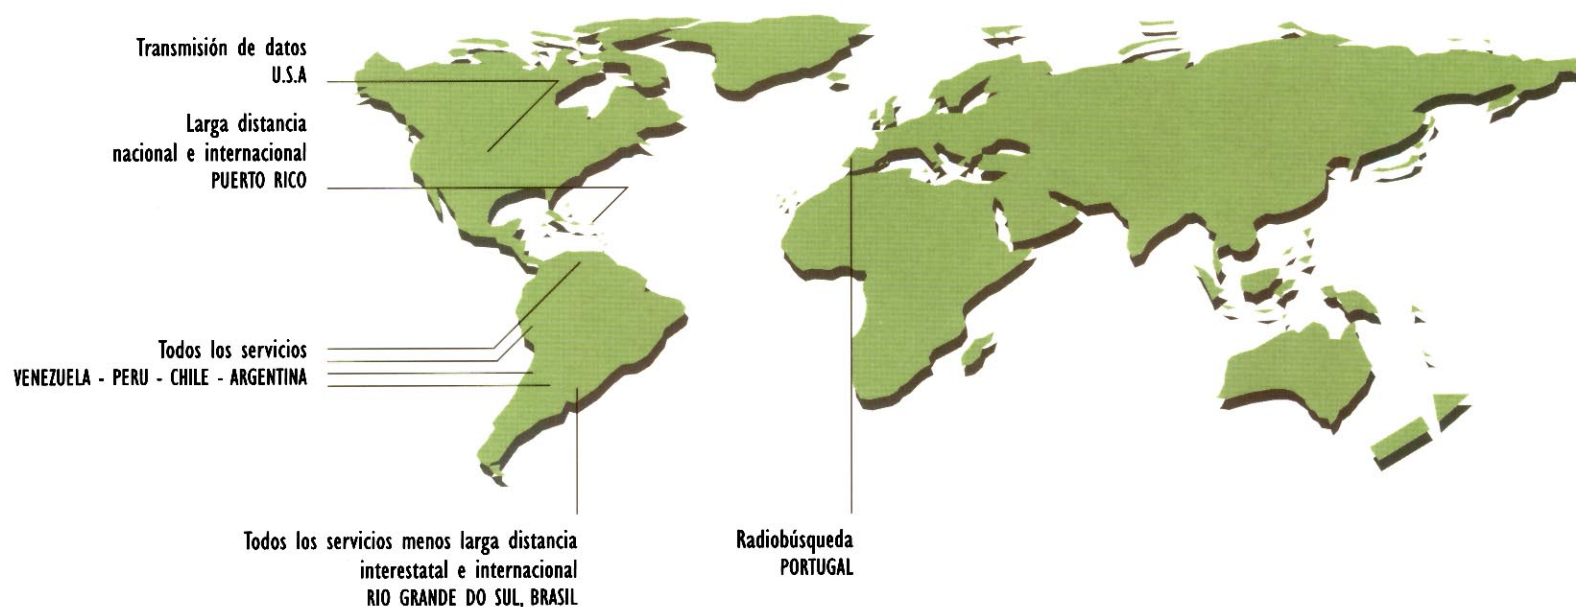 Transmisión de datos
U.S.A
Larga distancia
nacional e internacional
PUERTO RICO
Todos los servicios
VENEZUELA - PERU - CHILE - ARGENTINA
Todos los servicios menos larga distancia
interestatal e internacional
RIO GRANDE DO SUL, BRASIL
Radiobúsqueda
PORTUGAL